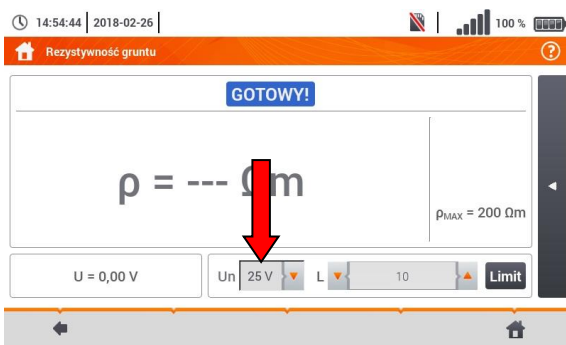 14:54:44 2018-02-26 100 %
Rezystywność gruntu ?
GOTOWY!
ρ = --- Ωm
ρMAX = 200 Ωm
U = 0,00 V Un 25 V L 10 Limit